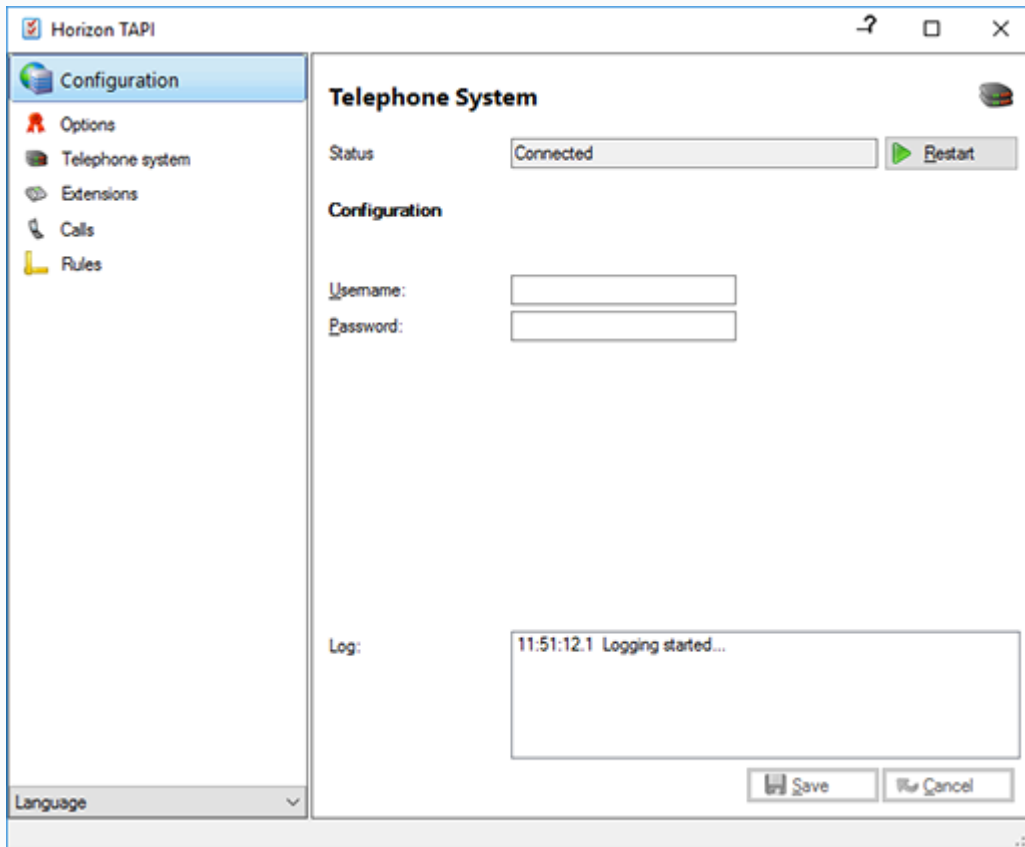 Horizon TAPI
Configuration
Options
Telephone system
Extensions
Calls
Rules
Language
Telephone System
Status
Connected
Restart
Configuration
Username:
Password:
Log:
11:51:12.1 Logging started...
Save
Cancel